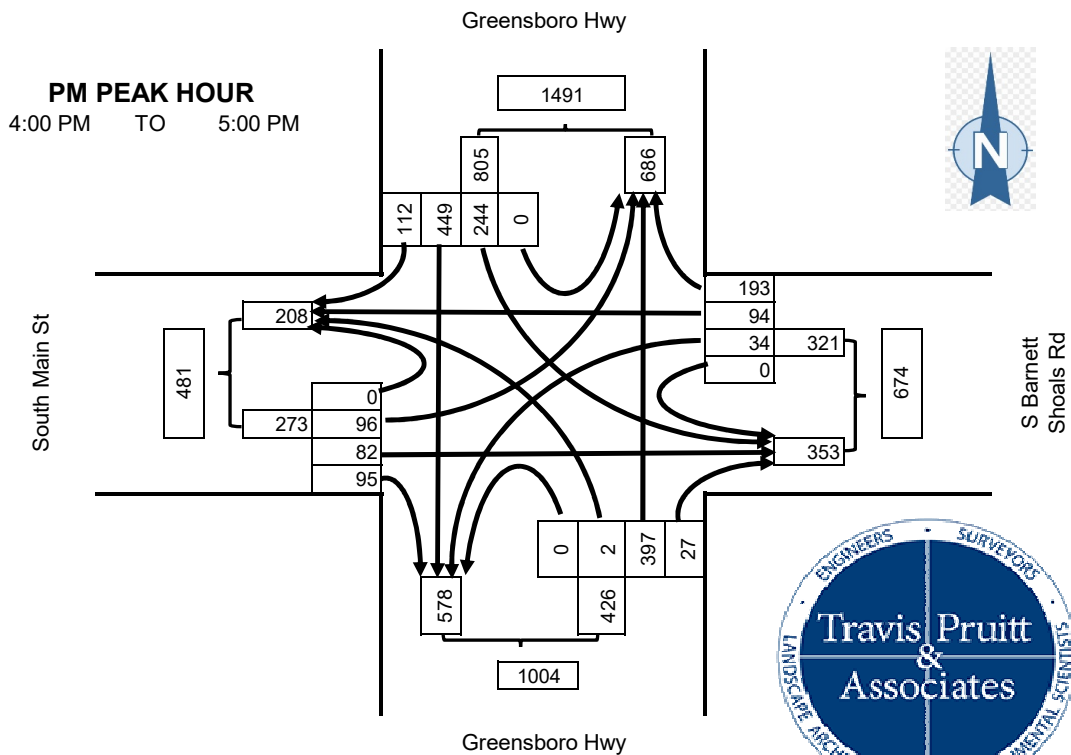 Greensboro Hwy
PM PEAK HOUR
4:00 PM TO 5:00 PM
1491
805
686
112 449 244 0
N
193
94
34 321
0
674
353
S Barnett
Shoals Rd
South Main St
208
481
0
273 96
82
95
0 2 397 27
578
426
1004
Greensboro Hwy
ENGINEERS · SURVEYORS ·
Travis Pruitt
&
Associates
LANDSCAPE
SCIENTISTS